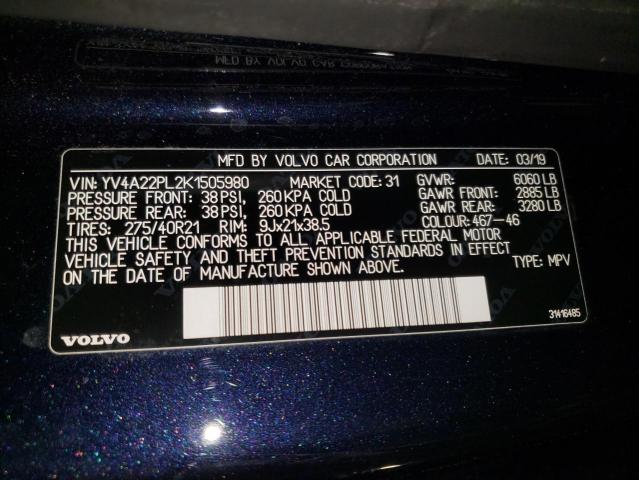 MFD BY VOLVO CAR CORPORATION DATE: 03/19
VIN: YV4A22PL2K1505980 MARKET CODE: 31 GVWR: 6060 LB
PRESSURE FRONT: 38 PSI, 260 KPA COLD GAWR FRONT: 2885 LB
PRESSURE REAR: 38 PSI, 260 KPA COLD GAWR REAR: 3280 LB
TIRES: 275/40R21 RIM: 9Jx21x38.5 COLOUR: 467-46
THIS VEHICLE CONFORMS TO ALL APPLICABLE FEDERAL MOTOR
VEHICLE SAFETY AND THEFT PREVENTION STANDARDS IN EFFECT
ON THE DATE OF MANUFACTURE SHOWN ABOVE. TYPE: MPV
31416485
VOLVO